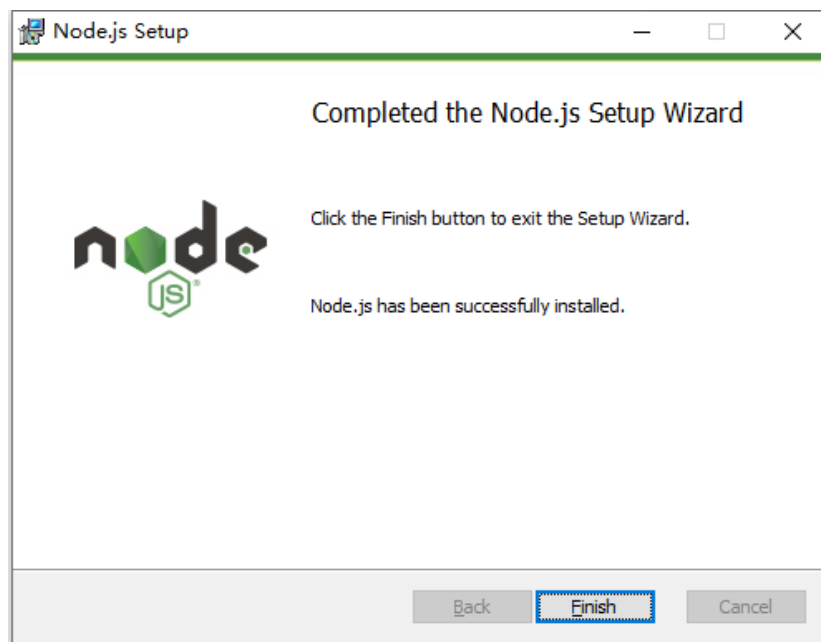 Node.js Setup
Completed the Node.js Setup Wizard
Click the Finish button to exit the Setup Wizard.
node
JS®
Node.js has been successfully installed.
Back
Finish
Cancel